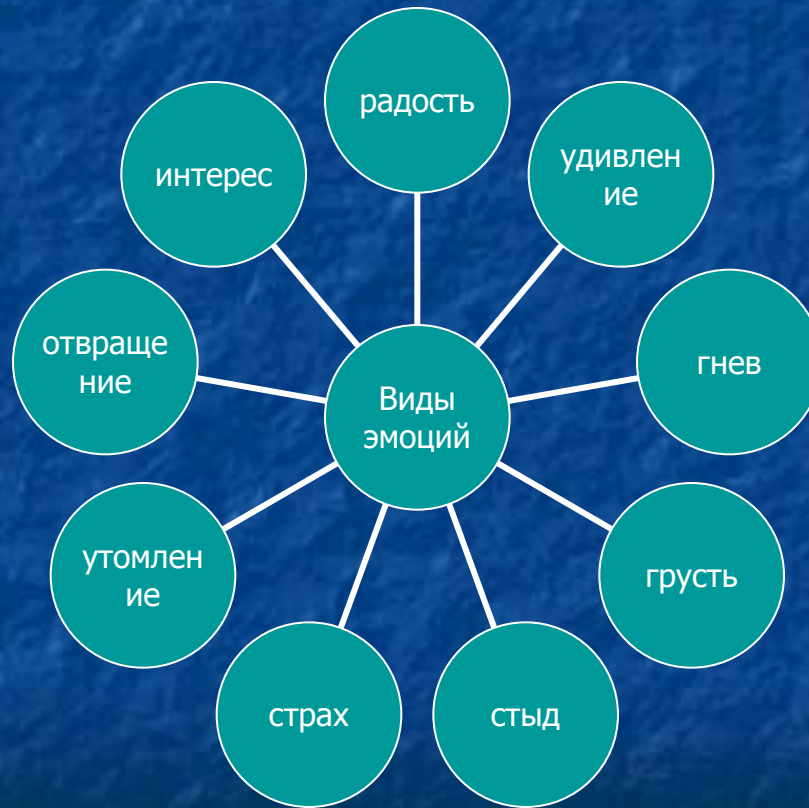 радость
удивлен
ие
гнев
грусть
стыд
страх
утомлен
ие
отвраще
ние
интерес
Виды
эмоций